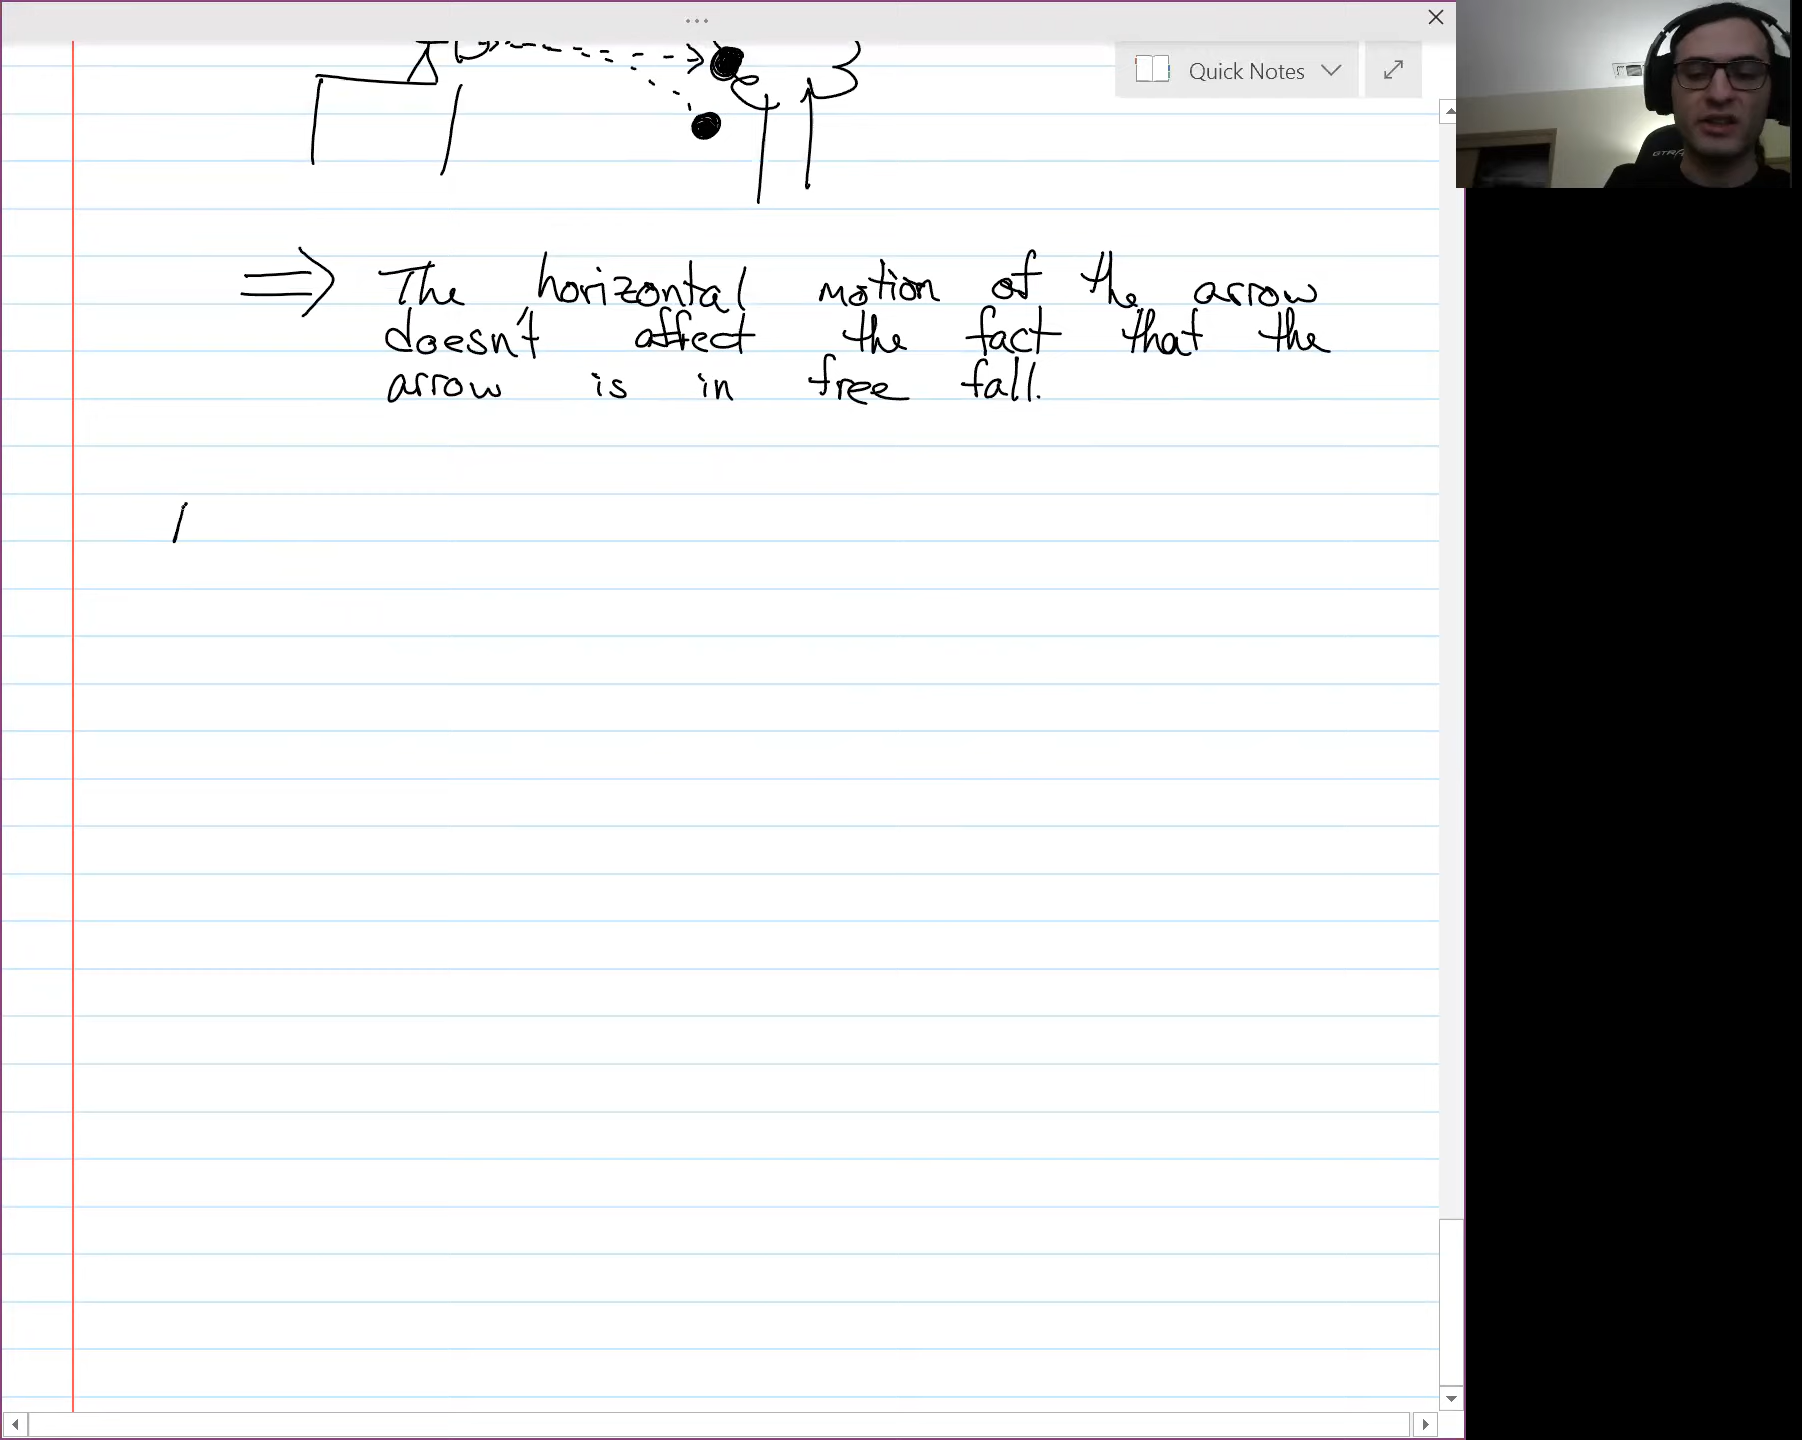 Quick Notes
⇒ The horizontal motion of the arrow
doesn't affect the fact that the
arrow is in free fall.